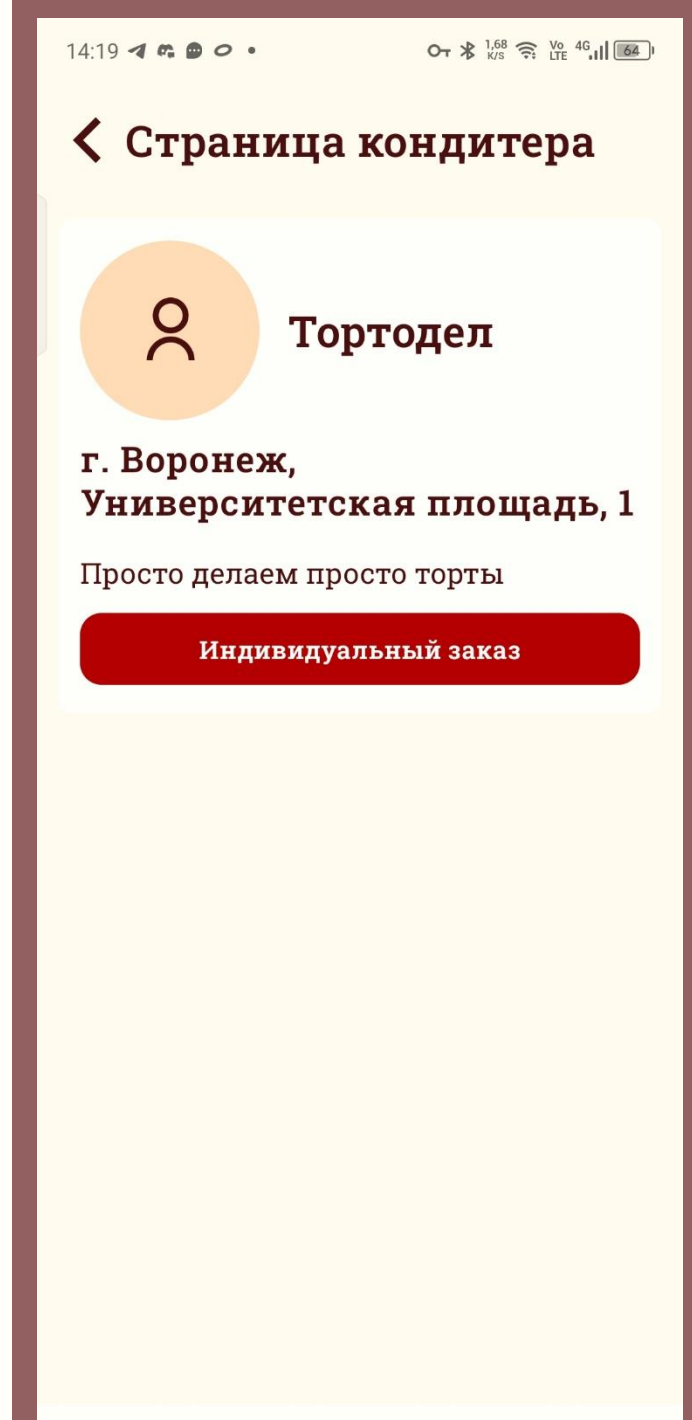 14:19 1,68 K/S Vo LTE 4G 64
Страница кондитера
Тортодел
г. Воронеж,
Университетская площадь, 1
Просто делаем просто торты
Индивидуальный заказ